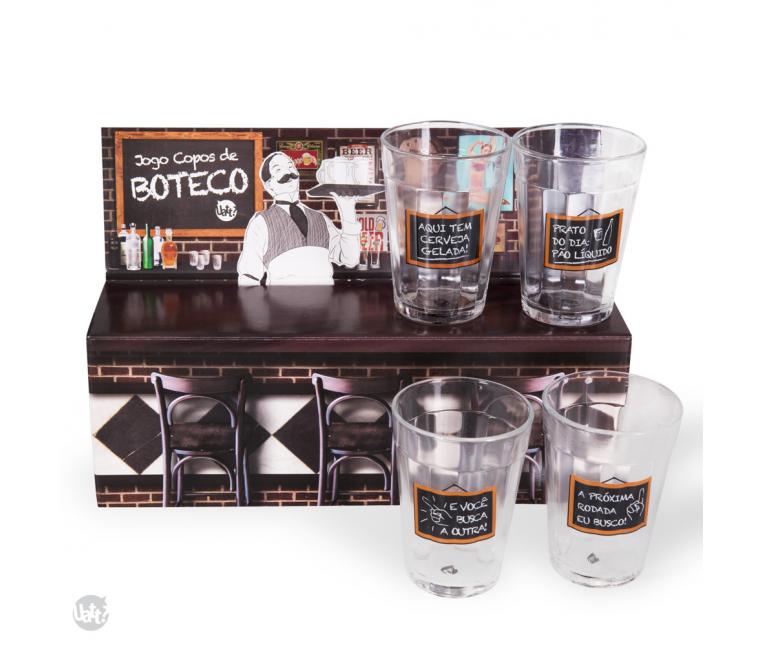 Jogo Copos de
BOTECO
Uatt?
BEER
AQUI TEM
CERVEJA
GELADA!
PRATO
DO DIA:
PÃO LÍQUIDO
E VOCÊ
BUSCA
A OUTRA!
A PRÓXIMA
RODADA
EU BUSCO!
Uatt?